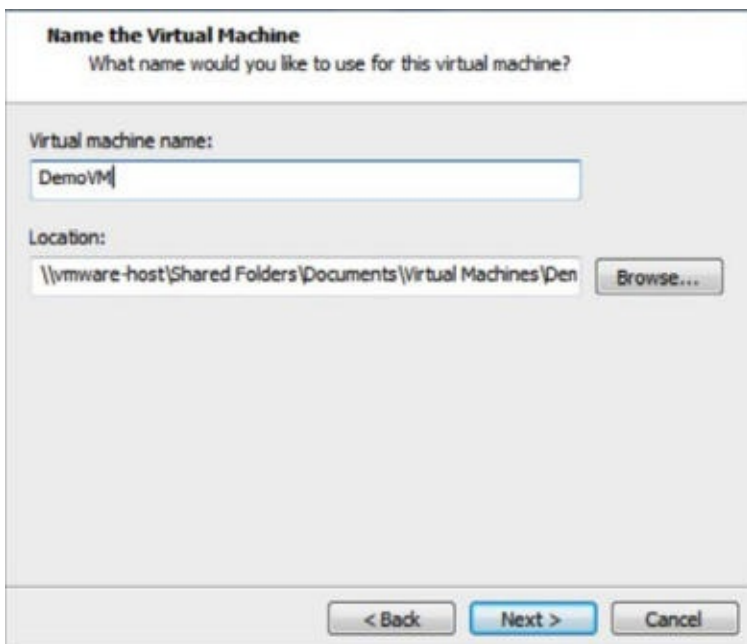 Name the Virtual Machine
What name would you like to use for this virtual machine?
Virtual machine name:
DemoVM
Location:
\\vmware-host\Shared Folders\Documents\Virtual Machines\Den
Browse...
< Back
Next >
Cancel